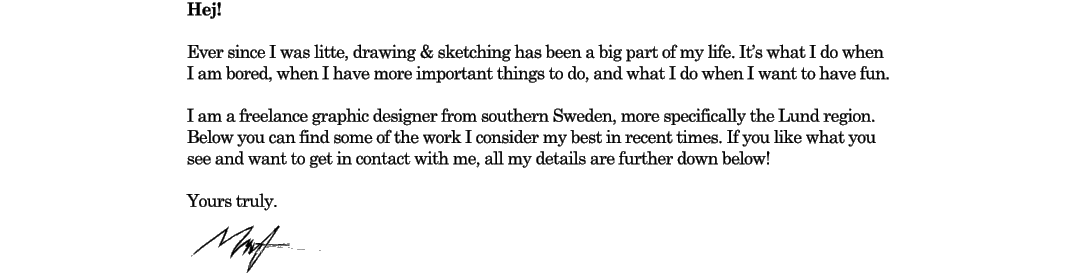 Hej!
Ever since I was litte, drawing & sketching has been a big part of my life. It's what I do when
I am bored, when I have more important things to do, and what I do when I want to have fun.
I am a freelance graphic designer from southern Sweden, more specifically the Lund region.
Below you can find some of the work I consider my best in recent times. If you like what you
see and want to get in contact with me, all my details are further down below!
Yours truly.